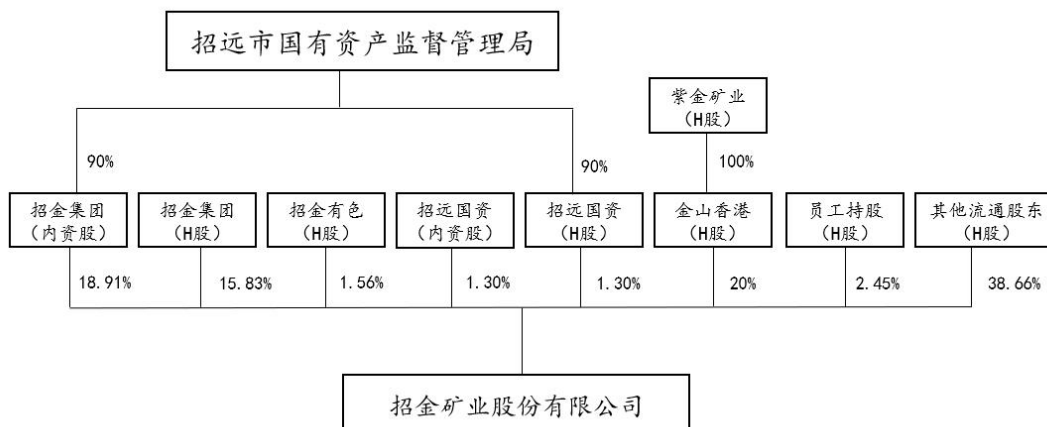 招远市国有资产监督管理局
紫金矿业
(H股)
90%
90%
100%
招金集团
(内资股)
招金集团
(H股)
招金有色
(H股)
招远国资
(内资股)
招远国资
(H股)
金山香港
(H股)
员工持股
(H股)
其他流通股东
(H股)
18.91%
15.83%
1.56%
1.30%
1.30%
20%
2.45%
38.66%
招金矿业股份有限公司